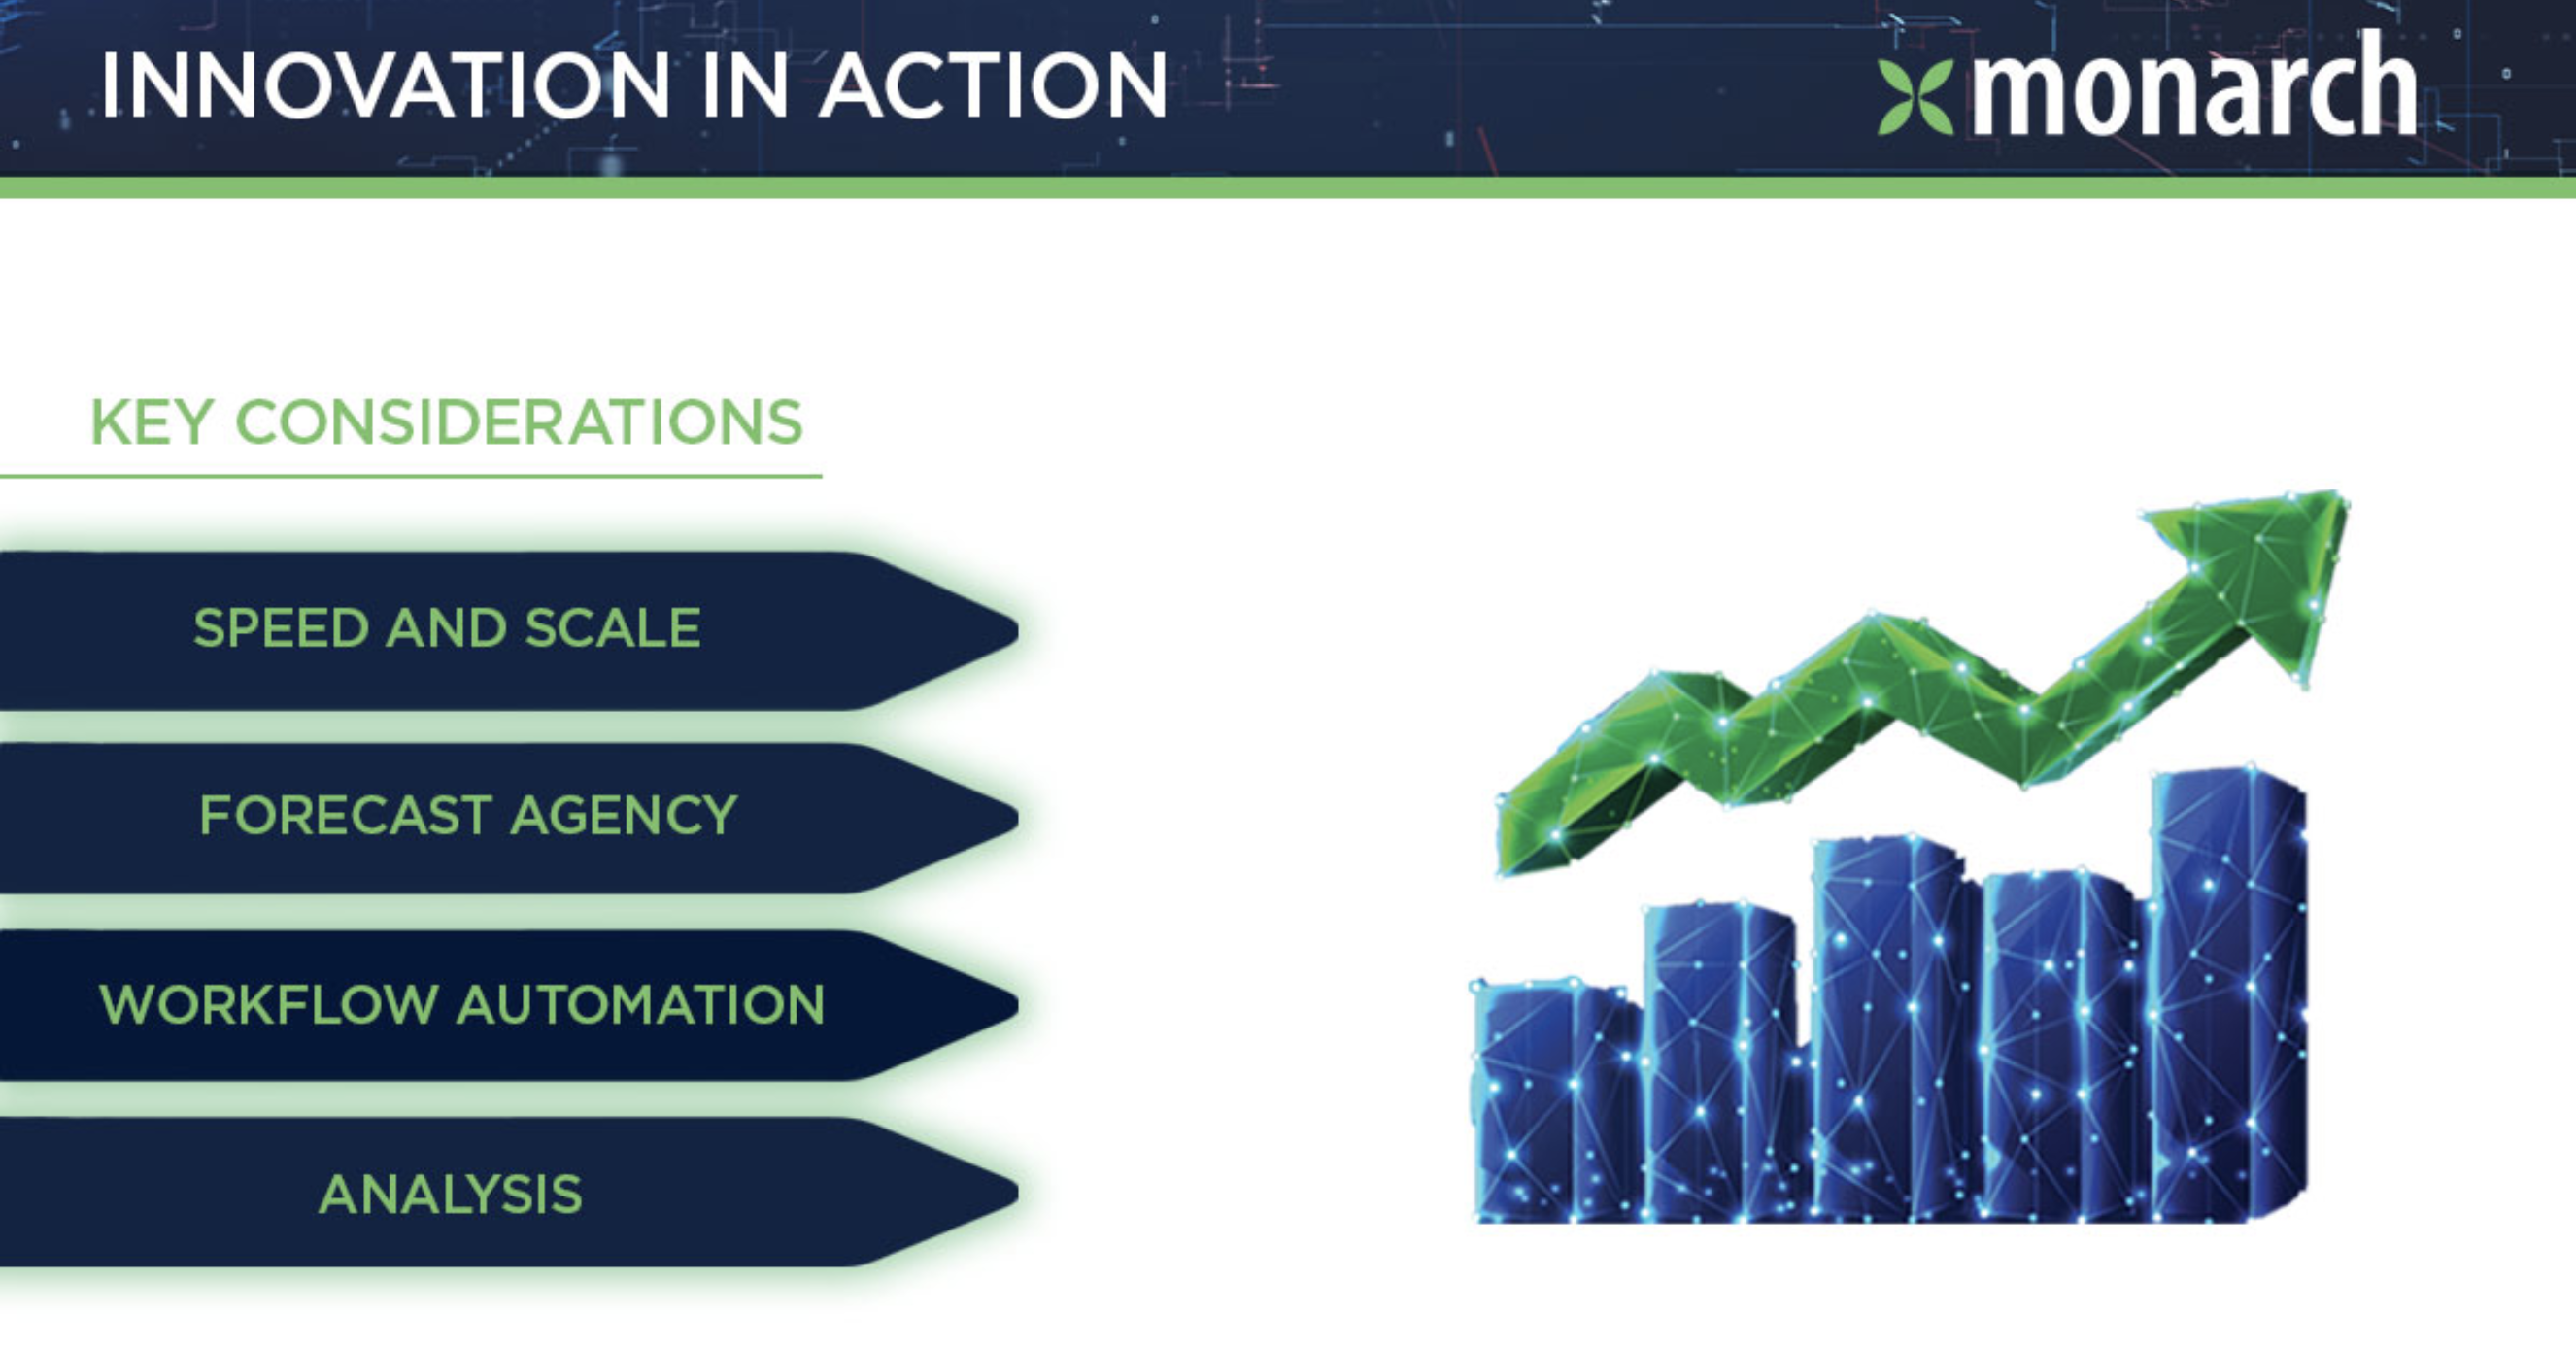 INNOVATION IN ACTION
monarch
KEY CONSIDERATIONS
SPEED AND SCALE
FORECAST AGENCY
WORKFLOW AUTOMATION
ANALYSIS